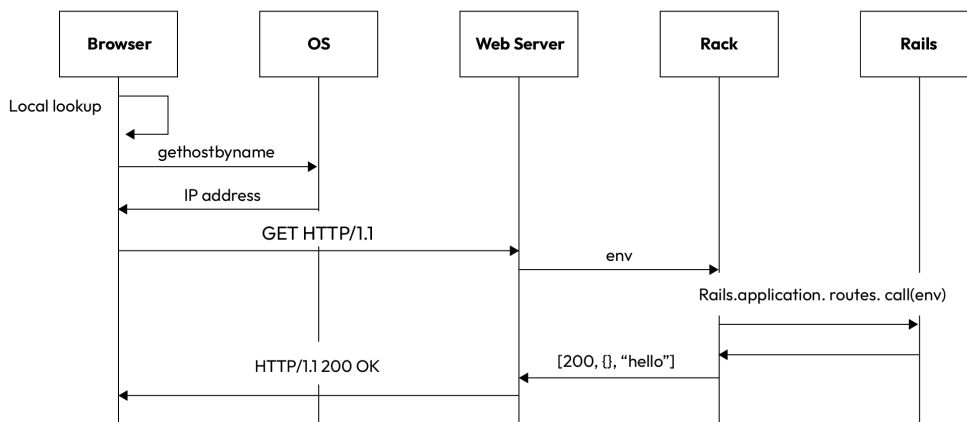 Browser
OS
Web Server
Rack
Rails
Local lookup
gethostbyname
IP address
GET HTTP/1.1
env
Rails.application. routes. call(env)
[200, {}, “hello”]
HTTP/1.1 200 OK